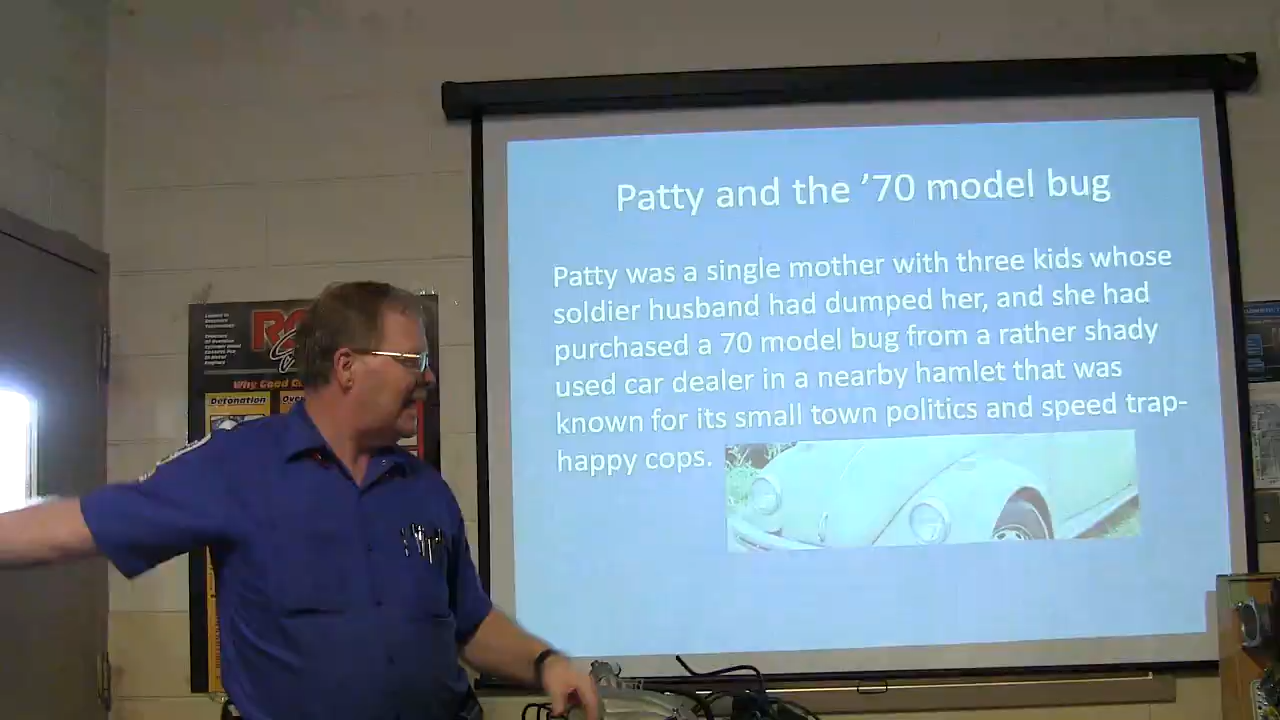 Patty and the ’70 model bug
Patty was a single mother with three kids whose
soldier husband had dumped her, and she had
purchased a 70 model bug from a rather shady
used car dealer in a nearby hamlet that was
known for its small town politics and speed trap-
happy cops.
Why Good
Detonation